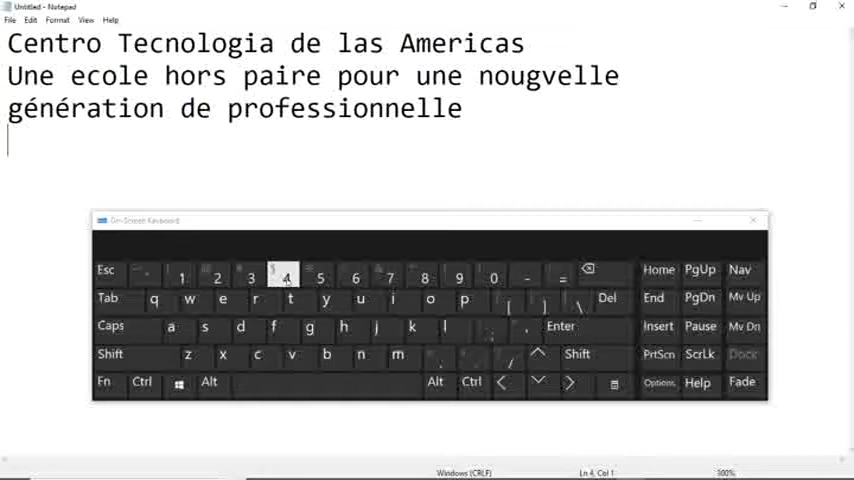 Untitled - Notepad
File Edit Format View Help
Centro Tecnologia de las Americas
Une ecole hors paire pour une nougvelle
génération de professionnelle
On-Screen Keyboard
Esc 1 2 3 4 5 6 7 8 9 0 - = Home PgUp Nav
Tab q w e r t y u i o p [ ] \ Del End PgDn Mv Up
Caps a s d f g h j k l ; ' Enter Insert Pause Mv Dn
Shift z x c v b n m , . / Shift PrtScn ScrLk Dock
Fn Ctrl Alt Alt Ctrl Options Help Fade
Windows (CRLF) Ln 4, Col 1 300%